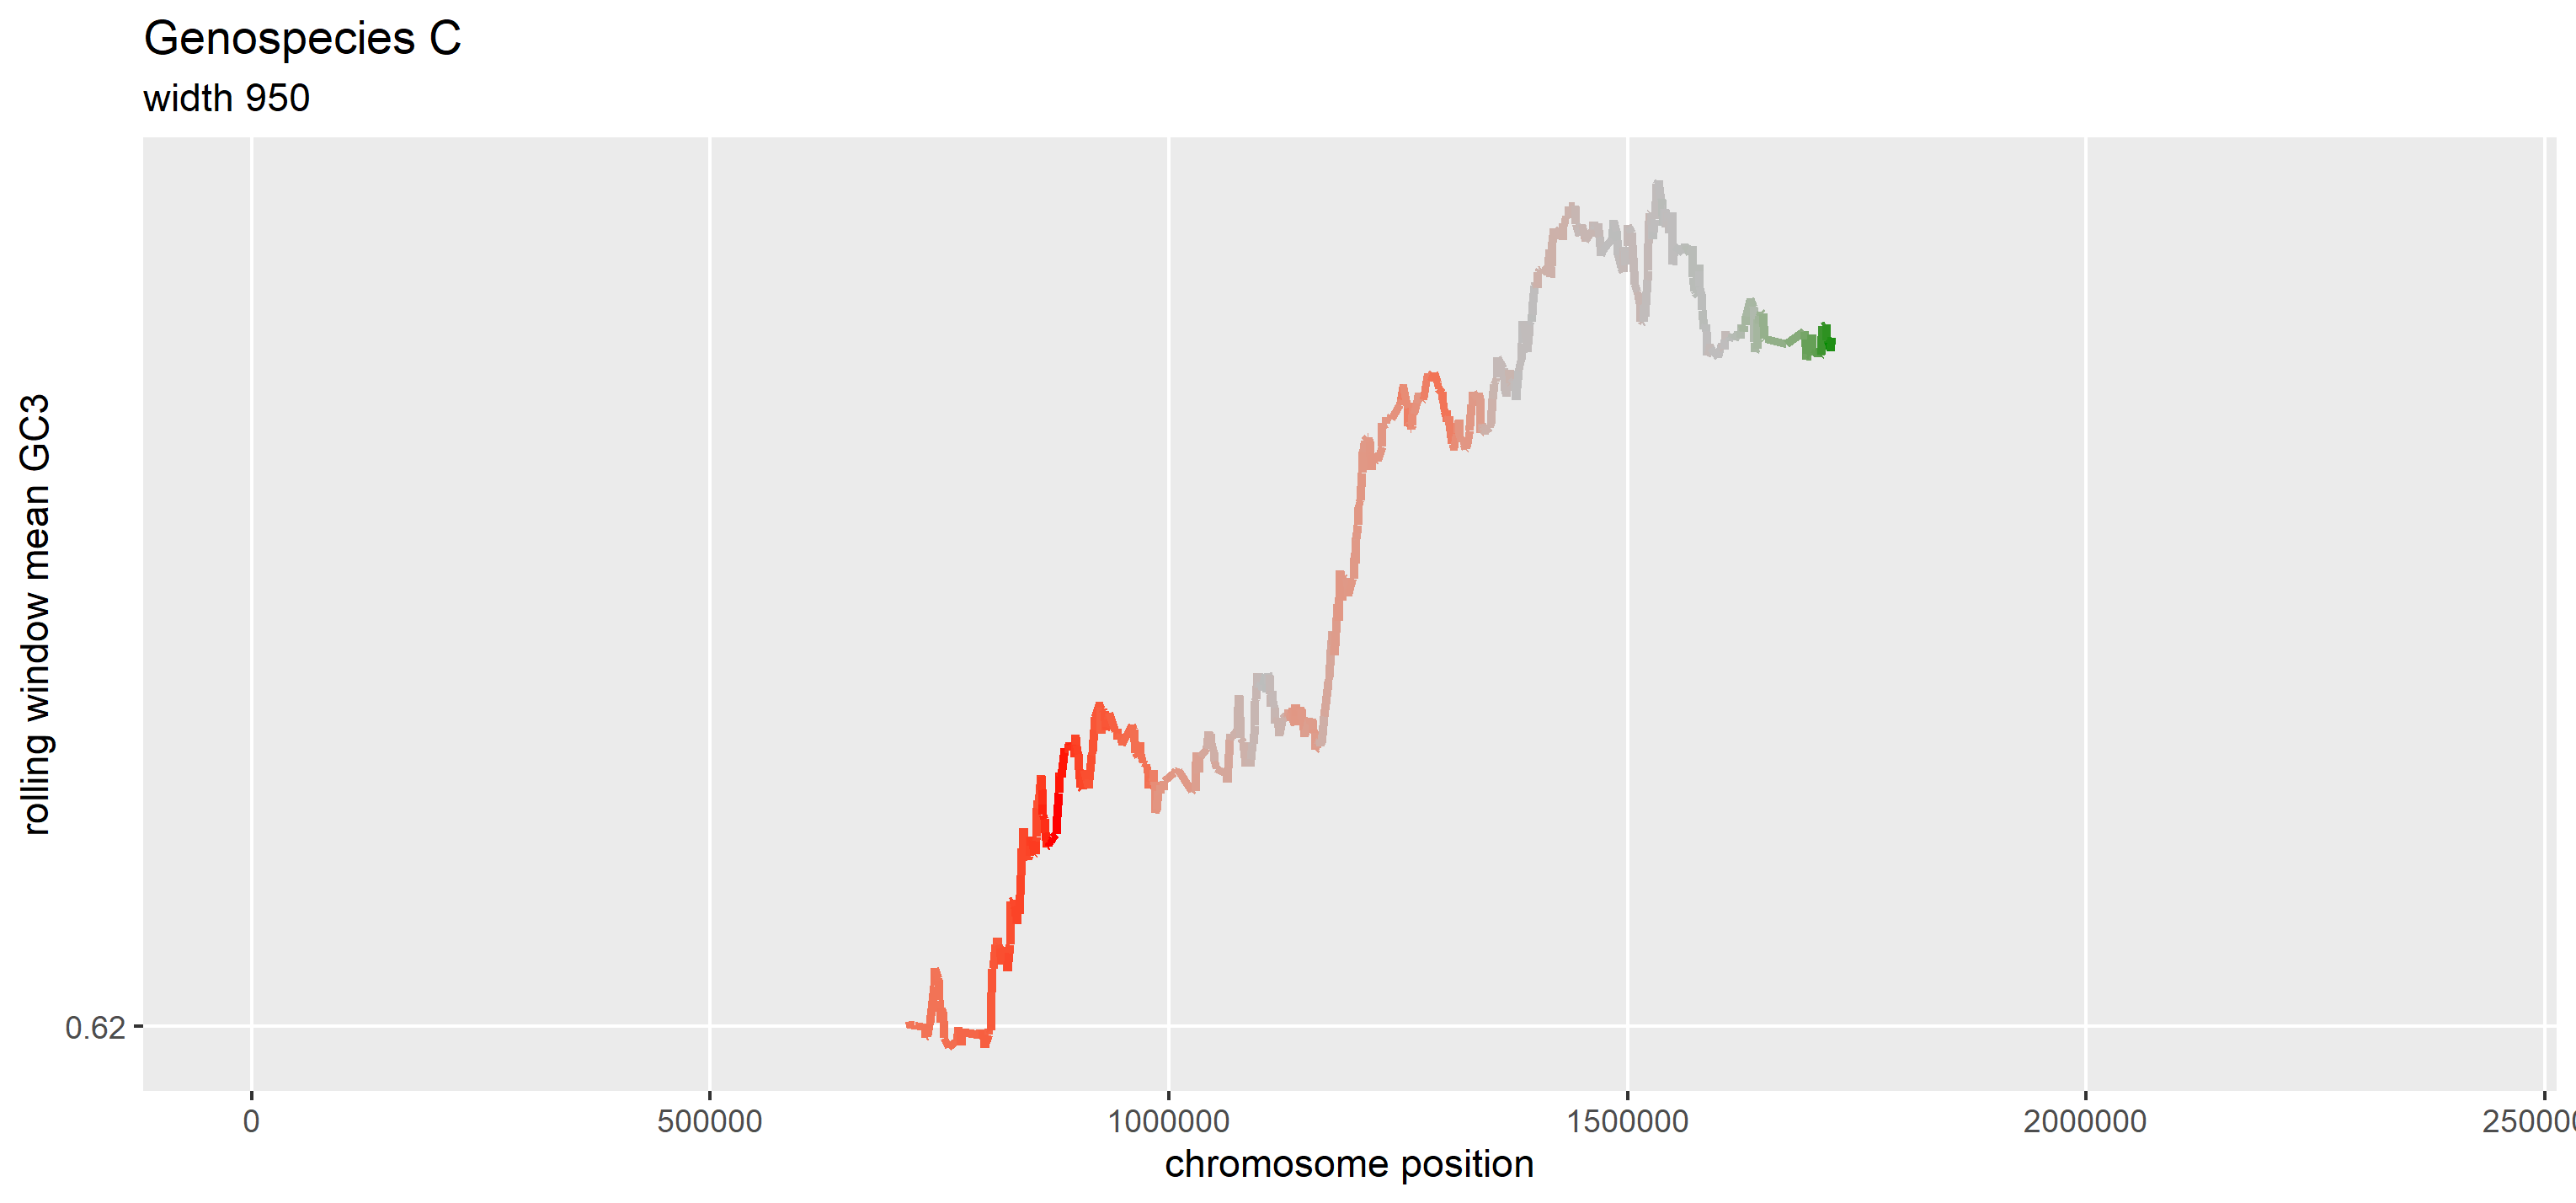 Genospecies C
width 950
rolling window mean GC3
0.62
0
500000
1000000
1500000
2000000
chromosome position